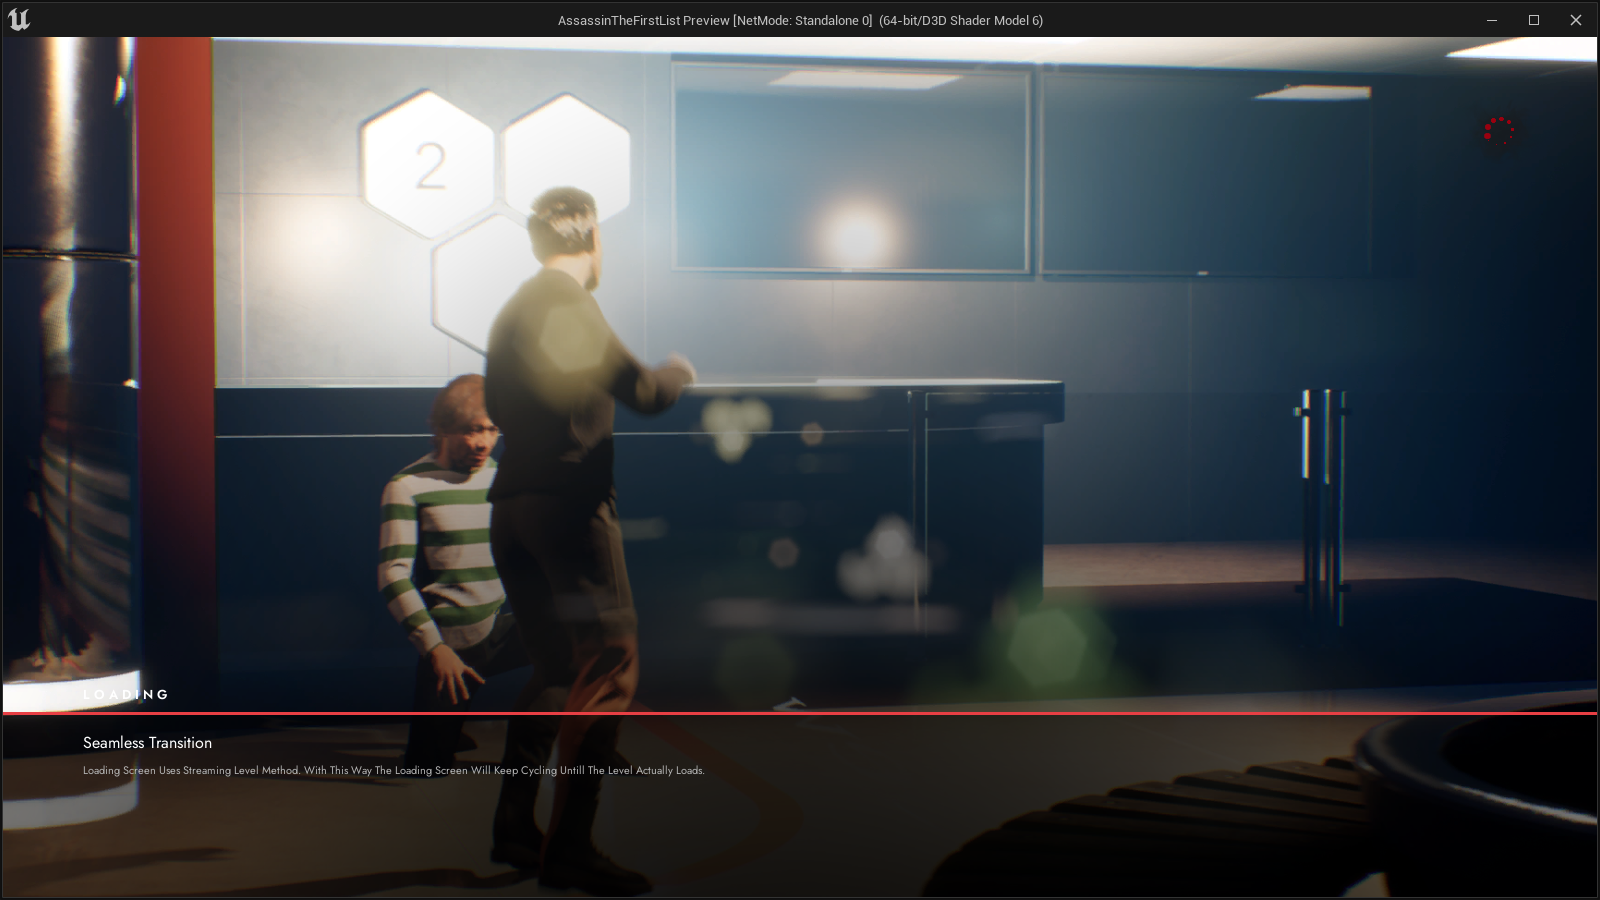 AssassinTheFirstList Preview [NetMode: Standalone 0]  (64-bit/D3D Shader Model 6)
2
LOADING
Seamless Transition
Loading Screen Uses Streaming Level Method. With This Way The Loading Screen Will Keep Cycling Untill The Level Actually Loads.